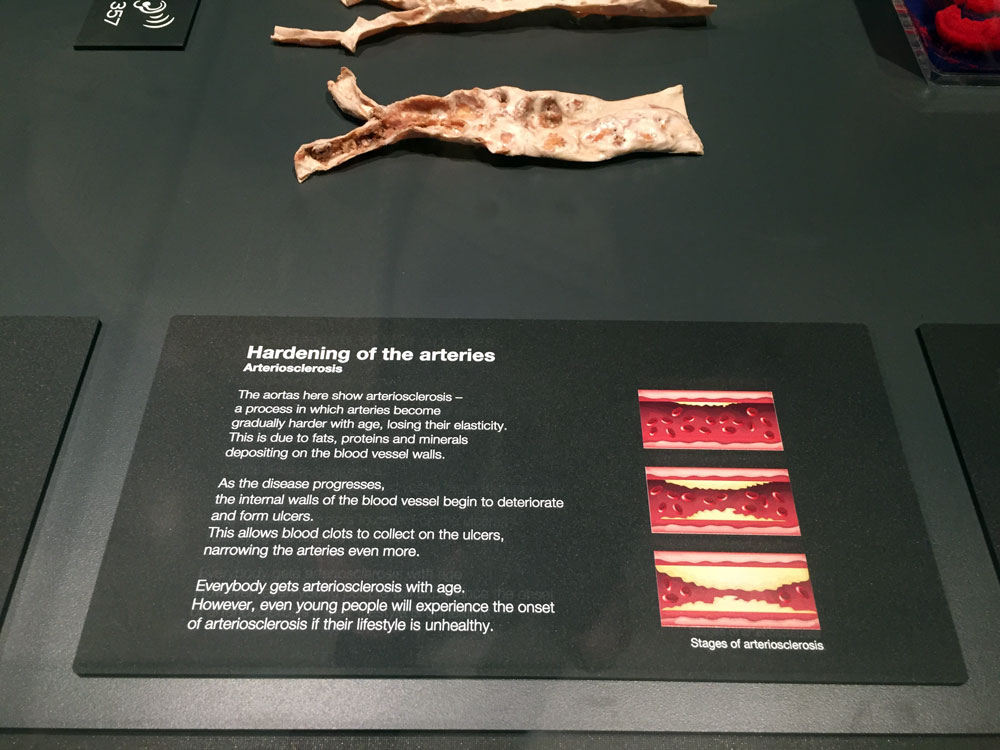 357
Hardening of the arteries
Arteriosclerosis
The aortas here show arteriosclerosis –
a process in which arteries become
gradually harder with age, losing their elasticity.
This is due to fats, proteins and minerals
depositing on the blood vessel walls.
As the disease progresses,
the internal walls of the blood vessel begin to deteriorate
and form ulcers.
This allows blood clots to collect on the ulcers,
narrowing the arteries even more.
Everybody gets arteriosclerosis with age.
However, even young people will experience the onset
of arteriosclerosis if their lifestyle is unhealthy.
Stages of arteriosclerosis